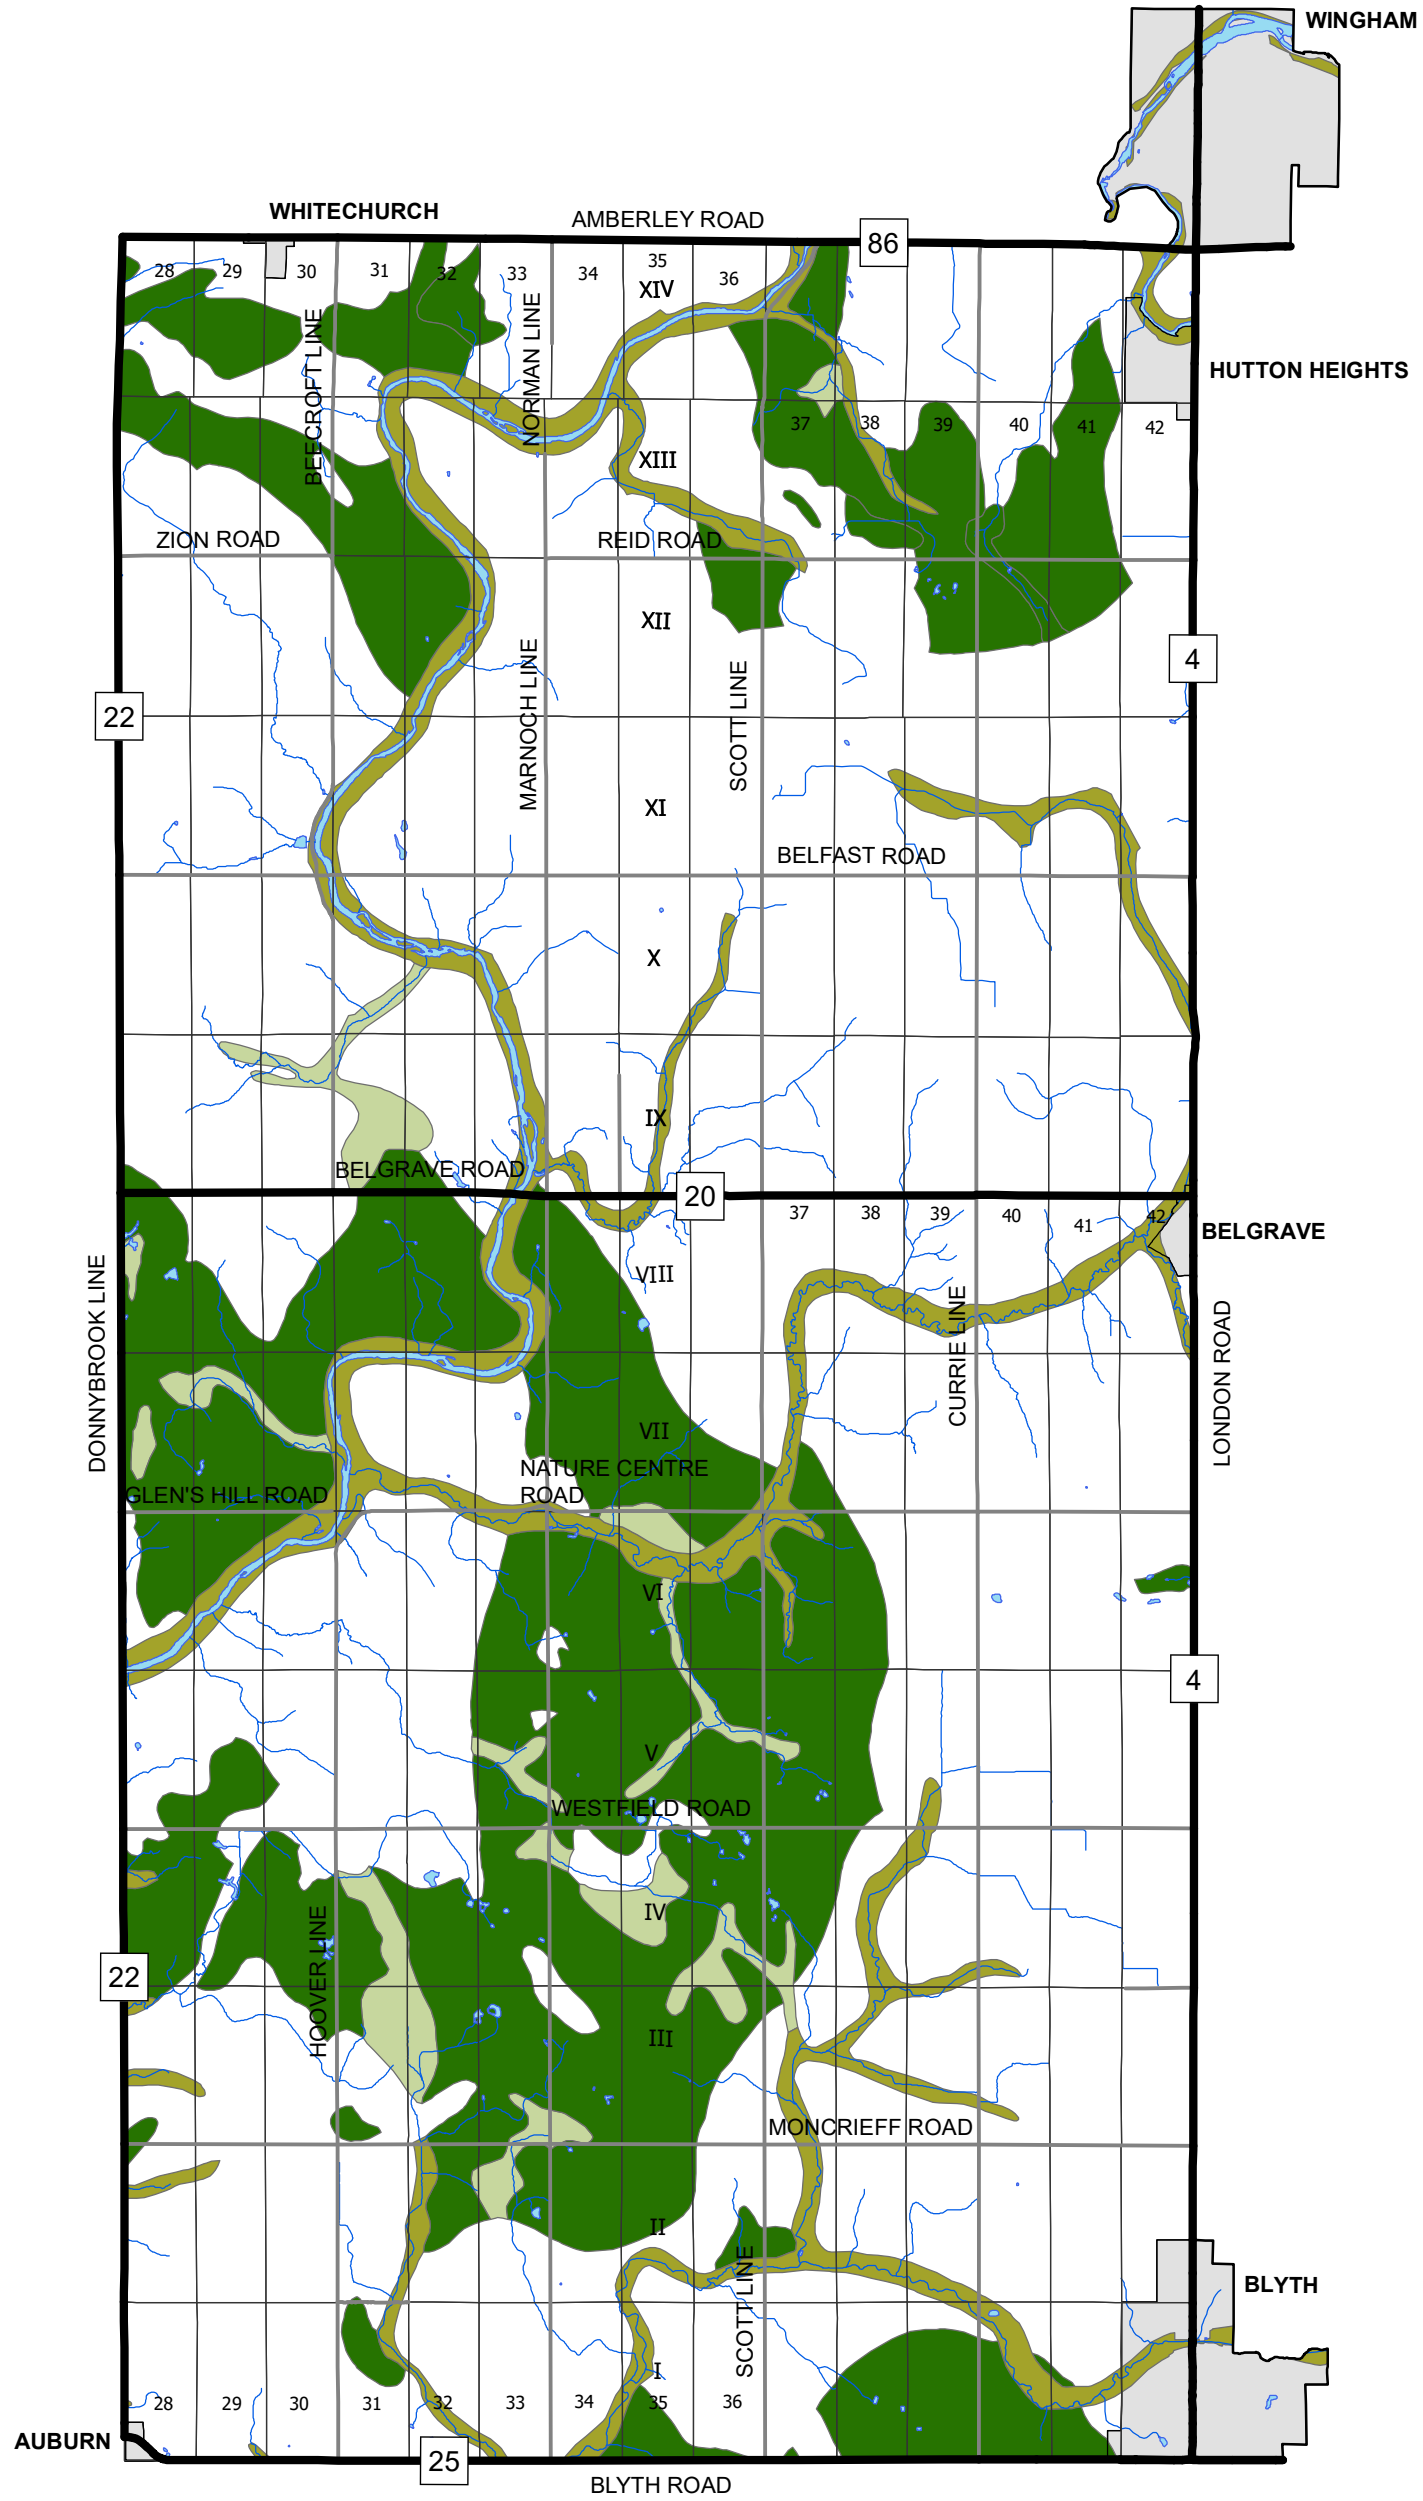 WINGHAM
WHITECHURCH
AMBERLEY ROAD
86
28 29 30 31 32 33 34 35 36
XIV
BEECROFT LINE
NORMAN LINE
HUTTON HEIGHTS
37 38 39 40 41 42
XIII
ZION ROAD
REID ROAD
XII
MARNOCH LINE
SCOTT LINE
4
22
XI
BELFAST ROAD
X
IX
BELGRAVE ROAD
20
37 38 39 40 41 42
BELGRAVE
VIII
DONNYBROOK LINE
CURRIE LINE
LONDON ROAD
VII
NATURE CENTRE
ROAD
GLEN'S HILL ROAD
VI
4
V
WESTFIELD ROAD
IV
HOOVER LINE
22
III
MONCRIEFF ROAD
II
SCOTT LINE
BLYTH
I
28 29 30 31 32 33 34 35 36
AUBURN
25
BLYTH ROAD